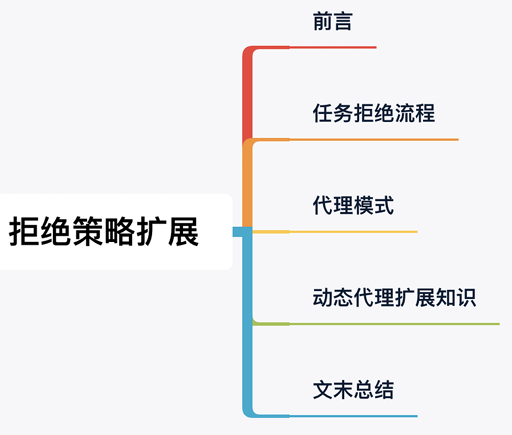 拒绝策略扩展
前言
任务拒绝流程
代理模式
动态代理扩展知识
文末总结